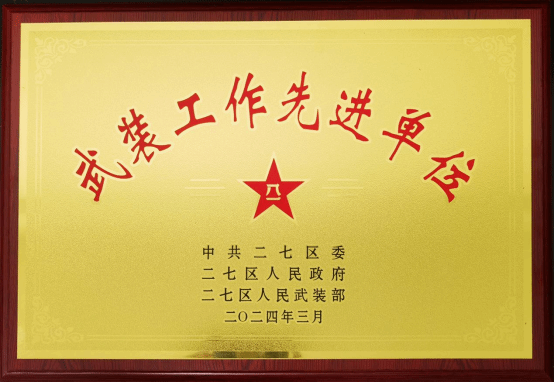 武装工作先进单位
八一
中共二七区委
二七区人民政府
二七区人民武装部
二〇二四年三月